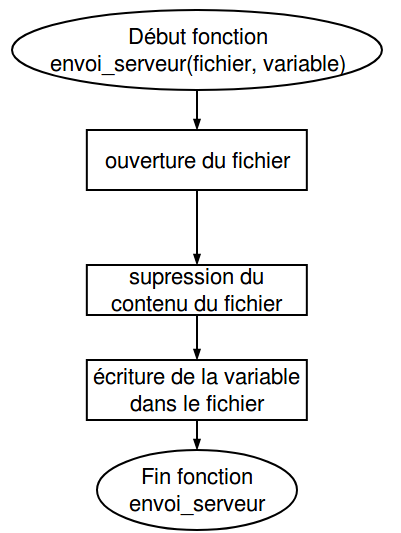 Début fonction
envoi_serveur(fichier, variable)
ouverture du fichier
supression du
contenu du fichier
écriture de la variable
dans le fichier
Fin fonction
envoi_serveur